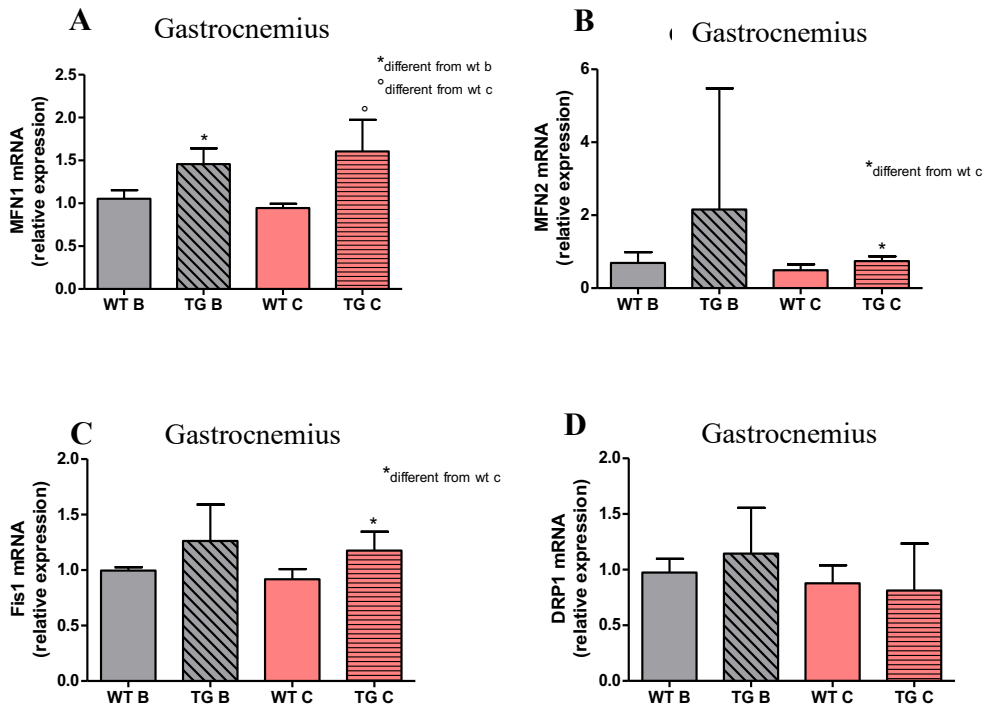 A
Gastrocnemius
*different from wt b
°different from wt c
MFN1 mRNA
(relative expression)
2.5
2.0
1.5
1.0
0.5
0.0
WT B TG B WT C TG C
*
°
B
( Gastrocnemius
*different from wt c
MFN2 mRNA
(relative expression)
6
4
2
0
WT B TG B WT C TG C
*
C
Gastrocnemius
*different from wt c
Fis1 mRNA
(relative expression)
2.0
1.5
1.0
0.5
0.0
WT B TG B WT C TG C
*
D
Gastrocnemius
DRP1 mRNA
(relative expression)
2.0
1.5
1.0
0.5
0.0
WT B TG B WT C TG C